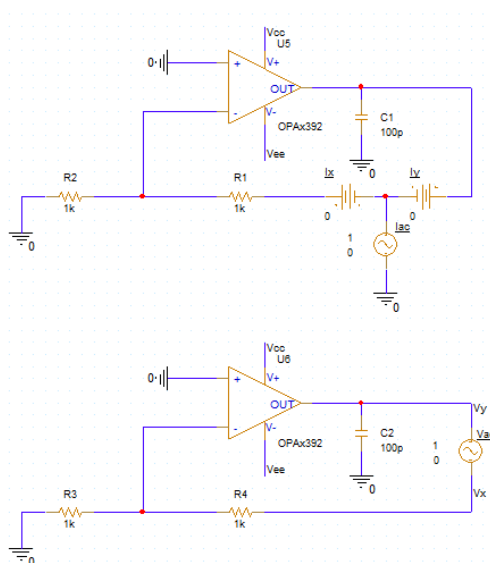 Vcc
U5
0
+
V+
OUT
-
V-
OPAx392
C1
100p
Vee
0
R2
1k
R1
1k
Ix
0
Iy
0
Iac
1
0
0
0
Vcc
U6
0
+
V+
OUT
-
V-
OPAx392
C2
100p
Vee
0
Vy
1
0
Vx
R3
1k
R4
1k
0